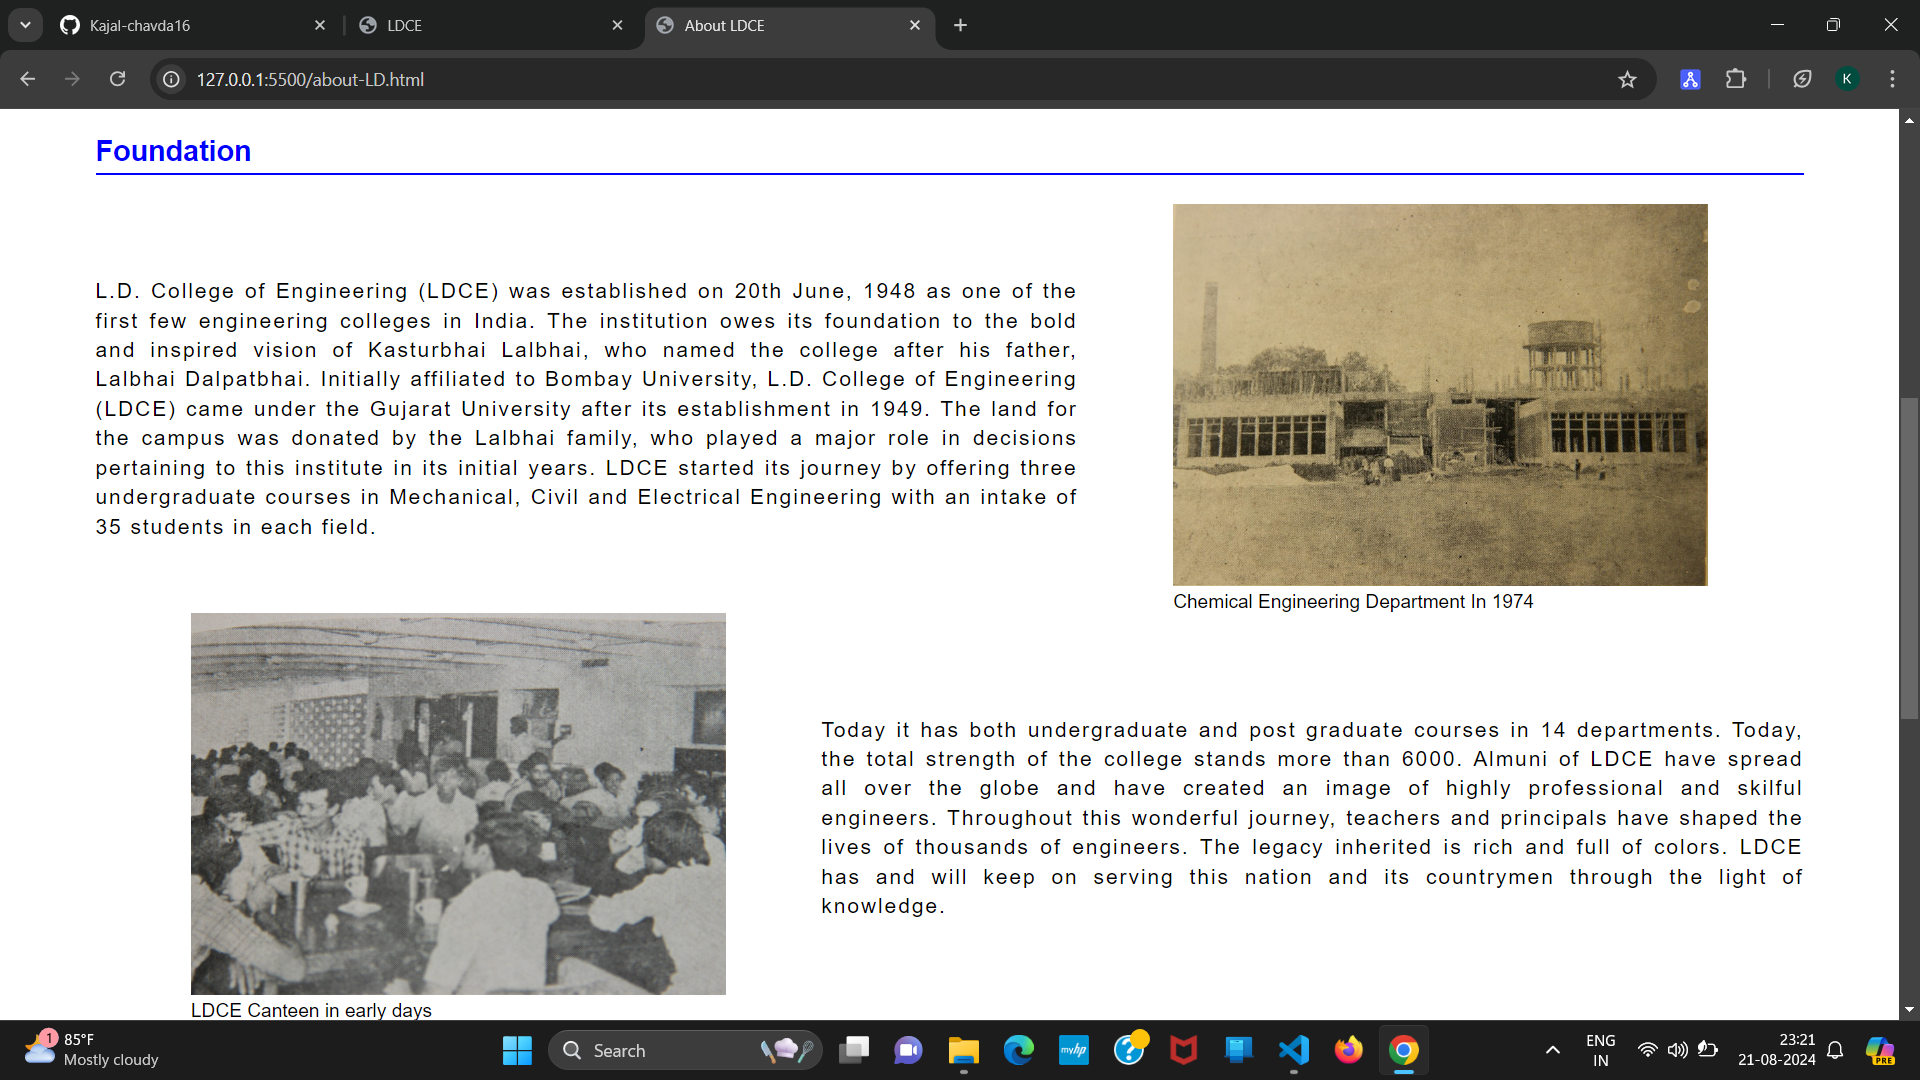 Kajal-chavda16
LDCE
About LDCE
127.0.0.1:5500/about-LD.html
K
Foundation
L.D. College of Engineering (LDCE) was established on 20th June, 1948 as one of the
first few engineering colleges in India. The institution owes its foundation to the bold
and inspired vision of Kasturbhai Lalbhai, who named the college after his father,
Lalbhai Dalpatbhai. Initially affiliated to Bombay University, L.D. College of Engineering
(LDCE) came under the Gujarat University after its establishment in 1949. The land for
the campus was donated by the Lalbhai family, who played a major role in decisions
pertaining to this institute in its initial years. LDCE started its journey by offering three
undergraduate courses in Mechanical, Civil and Electrical Engineering with an intake of
35 students in each field.
Chemical Engineering Department In 1974
Today it has both undergraduate and post graduate courses in 14 departments. Today,
the total strength of the college stands more than 6000. Almuni of LDCE have spread
all over the globe and have created an image of highly professional and skilful
engineers. Throughout this wonderful journey, teachers and principals have shaped the
lives of thousands of engineers. The legacy inherited is rich and full of colors. LDCE
has and will keep on serving this nation and its countrymen through the light of
knowledge.
LDCE Canteen in early days
1
85°F
Mostly cloudy
Search
myhp
?
ENG
IN
23:21
21-08-2024
PRE